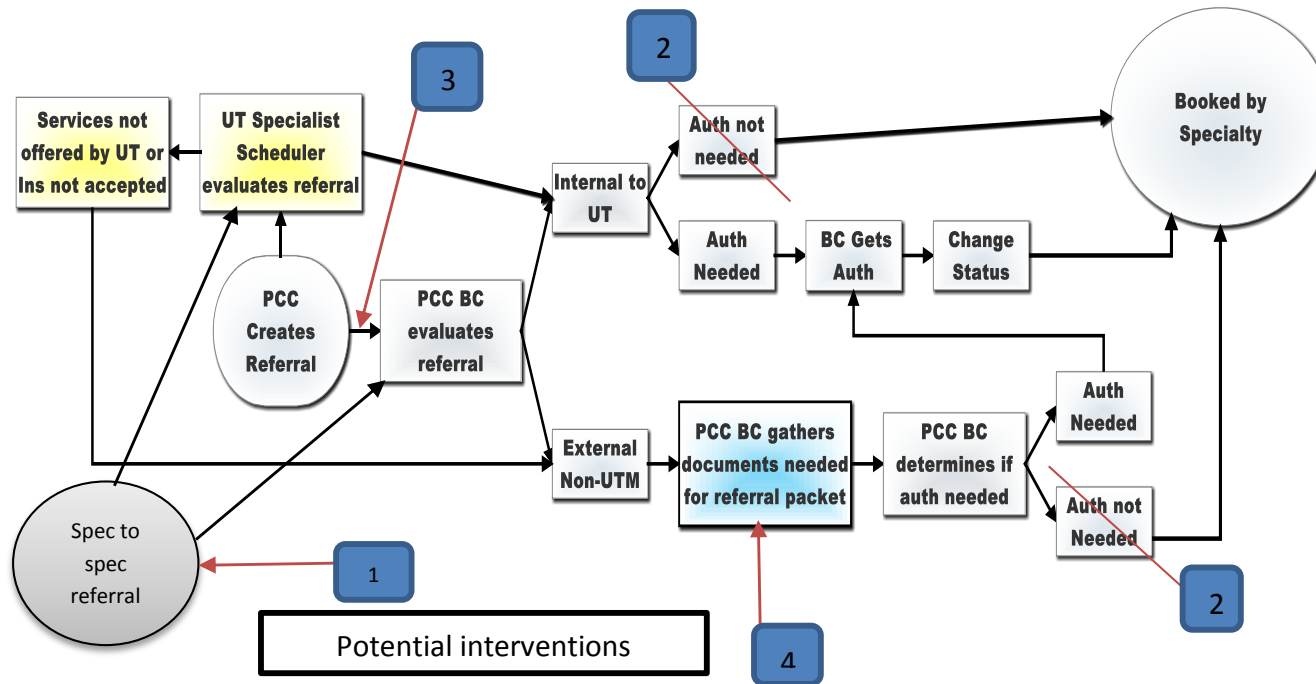 2
3
Services not
offered by UT or
Ins not accepted
UT Specialist
Scheduler
evaluates referral
Auth not
needed
Booked by
Specialty
Internal to
UT
Auth
Needed
BC Gets
Auth
Change
Status
PCC
Creates
Referral
PCC BC
evaluates
referral
External
Non-UTM
PCC BC gathers
documents needed
for referral packet
PCC BC
determines if
auth needed
Auth
Needed
Auth not
Needed
Spec to
spec
referral
1
2
Potential interventions
4